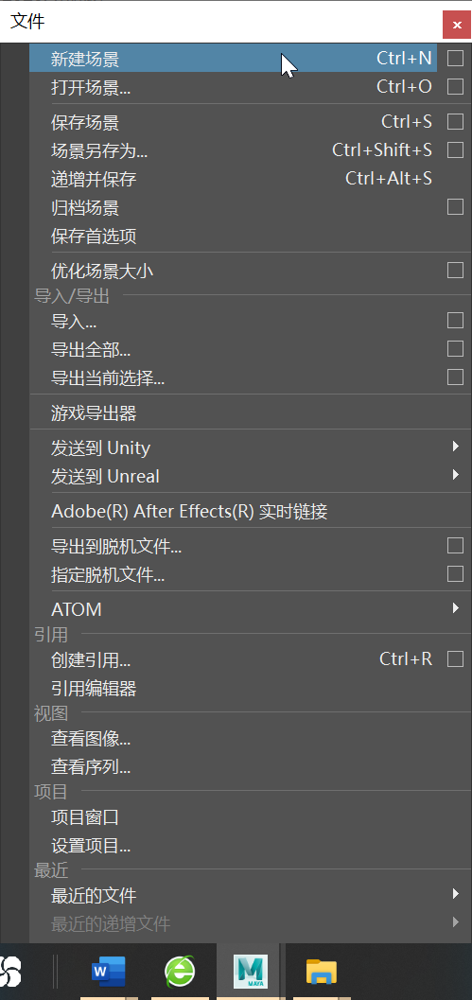 文件
新建场景 Ctrl+N
打开场景... Ctrl+O
保存场景 Ctrl+S
场景另存为... Ctrl+Shift+S
递增并保存 Ctrl+Alt+S
归档场景
保存首选项
优化场景大小
导入/导出
导入...
导出全部...
导出当前选择...
游戏导出器
发送到 Unity
发送到 Unreal
Adobe(R) After Effects(R) 实时链接
导出到脱机文件...
指定脱机文件...
ATOM
引用
创建引用... Ctrl+R
引用编辑器
视图
查看图像...
查看序列...
项目
项目窗口
设置项目...
最近
最近的文件
最近的递增文件
W
MAYA